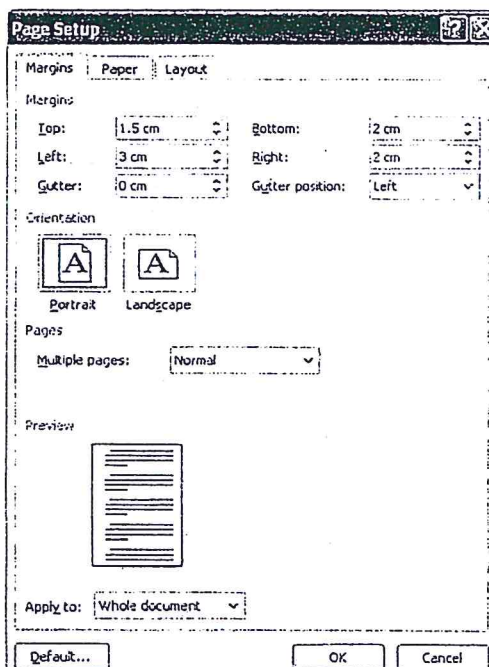 Page Setup
Margins Paper Layout
Margins
Top: 1.5 cm Bottom: 2 cm
Left: 3 cm Right: 2 cm
Gutter: 0 cm Gutter position: Left
Orientation
A A
Portrait Landscape
Pages
Multiple pages: Normal
Preview
Apply to: Whole document
Default... OK Cancel